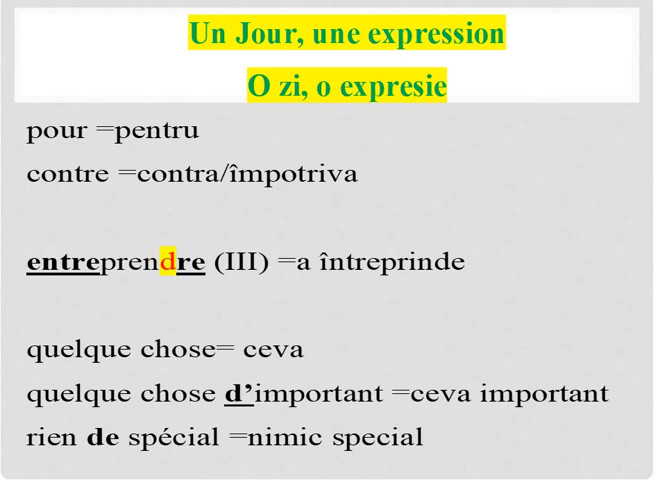 Un Jour, une expression
O zi, o expresie
pour =pentru
contre =contra/împotriva
entreprendre (III) =a întreprinde
quelque chose= ceva
quelque chose d’important =ceva important
rien de spécial =nimic special